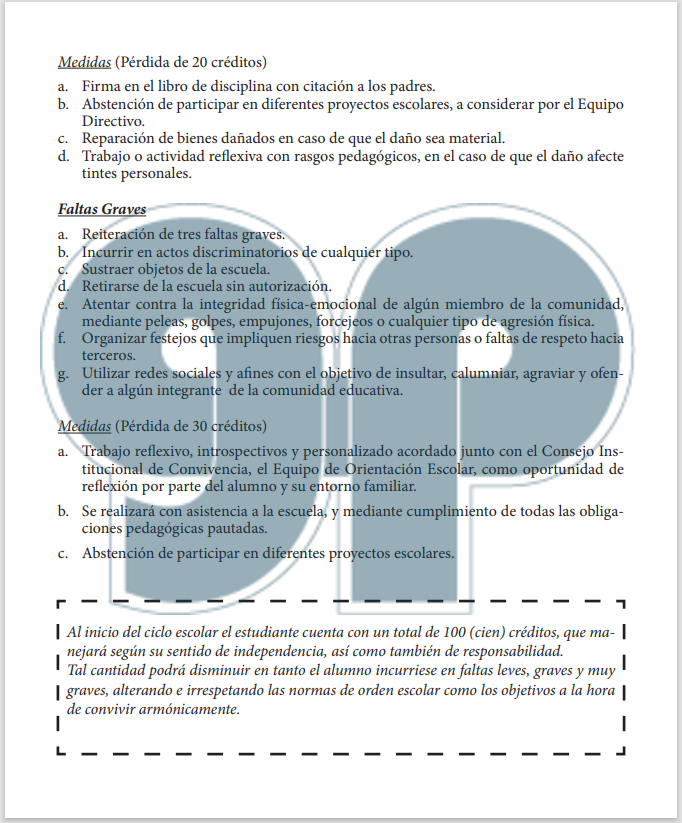 Medidas (Pérdida de 20 créditos)
a. Firma en el libro de disciplina con citación a los padres.
b. Abstención de participar en diferentes proyectos escolares, a considerar por el Equipo
Directivo.
c. Reparación de bienes dañados en caso de que el daño sea material.
d. Trabajo o actividad reflexiva con rasgos pedagógicos, en el caso de que el daño afecte
tintes personales.
Faltas Graves
a. Reiteración de tres faltas graves.
b. Incurrir en actos discriminatorios de cualquier tipo.
c. Sustraer objetos de la escuela.
d. Retirarse de la escuela sin autorización.
e. Atentar contra la integridad física-emocional de algún miembro de la comunidad,
mediante peleas, golpes, empujones, forcejeos o cualquier tipo de agresión física.
f. Organizar festejos que impliquen riesgos hacia otras personas o faltas de respeto hacia
terceros.
g. Utilizar redes sociales y afines con el objetivo de insultar, calumniar, agraviar y ofen-
der a algún integrante de la comunidad educativa.
Medidas (Pérdida de 30 créditos)
a. Trabajo reflexivo, introspectivos y personalizado acordado junto con el Consejo Ins-
titucional de Convivencia, el Equipo de Orientación Escolar, como oportunidad de
reflexión por parte del alumno y su entorno familiar.
b. Se realizará con asistencia a la escuela, y mediante cumplimiento de todas las obliga-
ciones pedagógicas pautadas.
c. Abstención de participar en diferentes proyectos escolares.
gp
Al inicio del ciclo escolar el estudiante cuenta con un total de 100 (cien) créditos, que ma-
nejará según su sentido de independencia, así como también de responsabilidad.
Tal cantidad podrá disminuir en tanto el alumno incurriese en faltas leves, graves y muy
graves, alterando e irrespetando las normas de orden escolar como los objetivos a la hora
de convivir armónicamente.